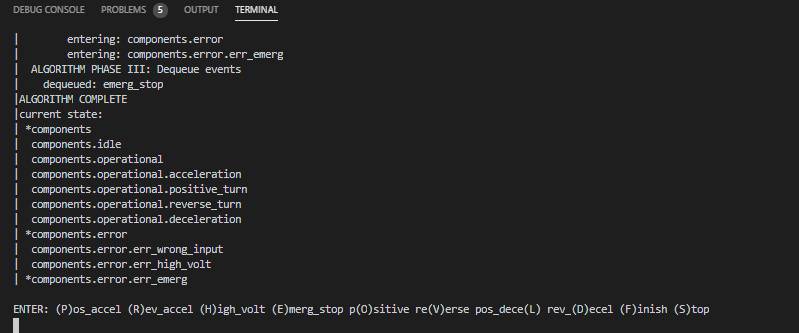 DEBUG CONSOLE PROBLEMS 5 OUTPUT TERMINAL
| entering: components.error
| entering: components.error.err_emerg
| ALGORITHM PHASE III: Dequeue events
| dequeued: emerg_stop
|ALGORITHM COMPLETE
|current state:
| *components
| components.idle
| components.operational
| components.operational.acceleration
| components.operational.positive_turn
| components.operational.reverse_turn
| components.operational.deceleration
| *components.error
| components.error.err_wrong_input
| components.error.err_high_volt
| *components.error.err_emerg
ENTER: (P)os_accel (R)ev_accel (H)igh_volt (E)merg_stop p(O)sitive re(V)erse pos_dece(L) rev_(D)ecel (F)inish (S)top